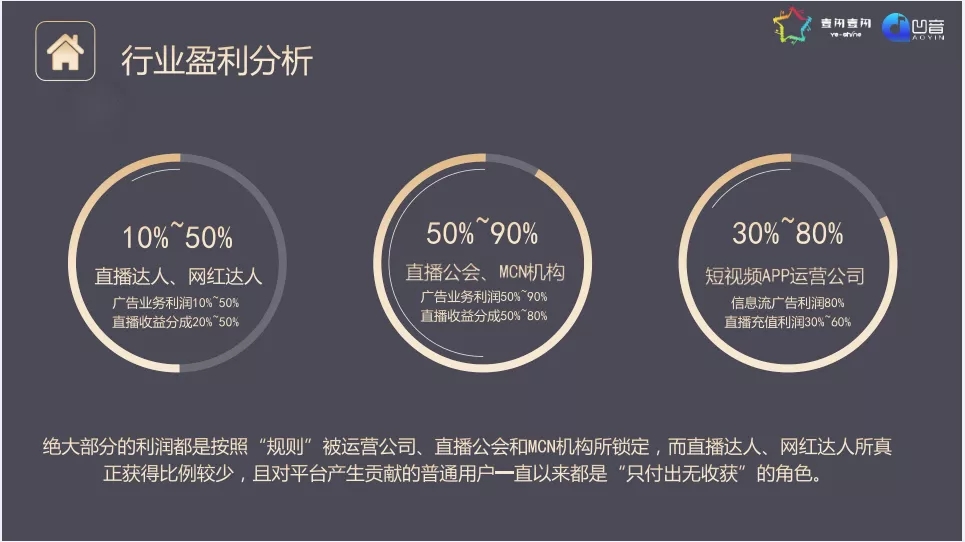 壹闪壹闪
凹音
AOYIN
行业盈利分析
10%~50%
直播达人、网红达人
广告业务利润10%~50%
直播收益分成20%~50%
50%~90%
直播公会、MCN机构
广告业务利润50%~90%
直播收益分成50%~80%
30%~80%
短视频APP运营公司
信息流广告利润80%
直播充值利润30%~60%
绝大部分的利润都是按照“规则”被运营公司、直播公会和MCN机构所锁定，而直播达人、网红达人所真
正获得比例较少，且对平台产生贡献的普通用户一直以来都是“只付出无收获”的角色。